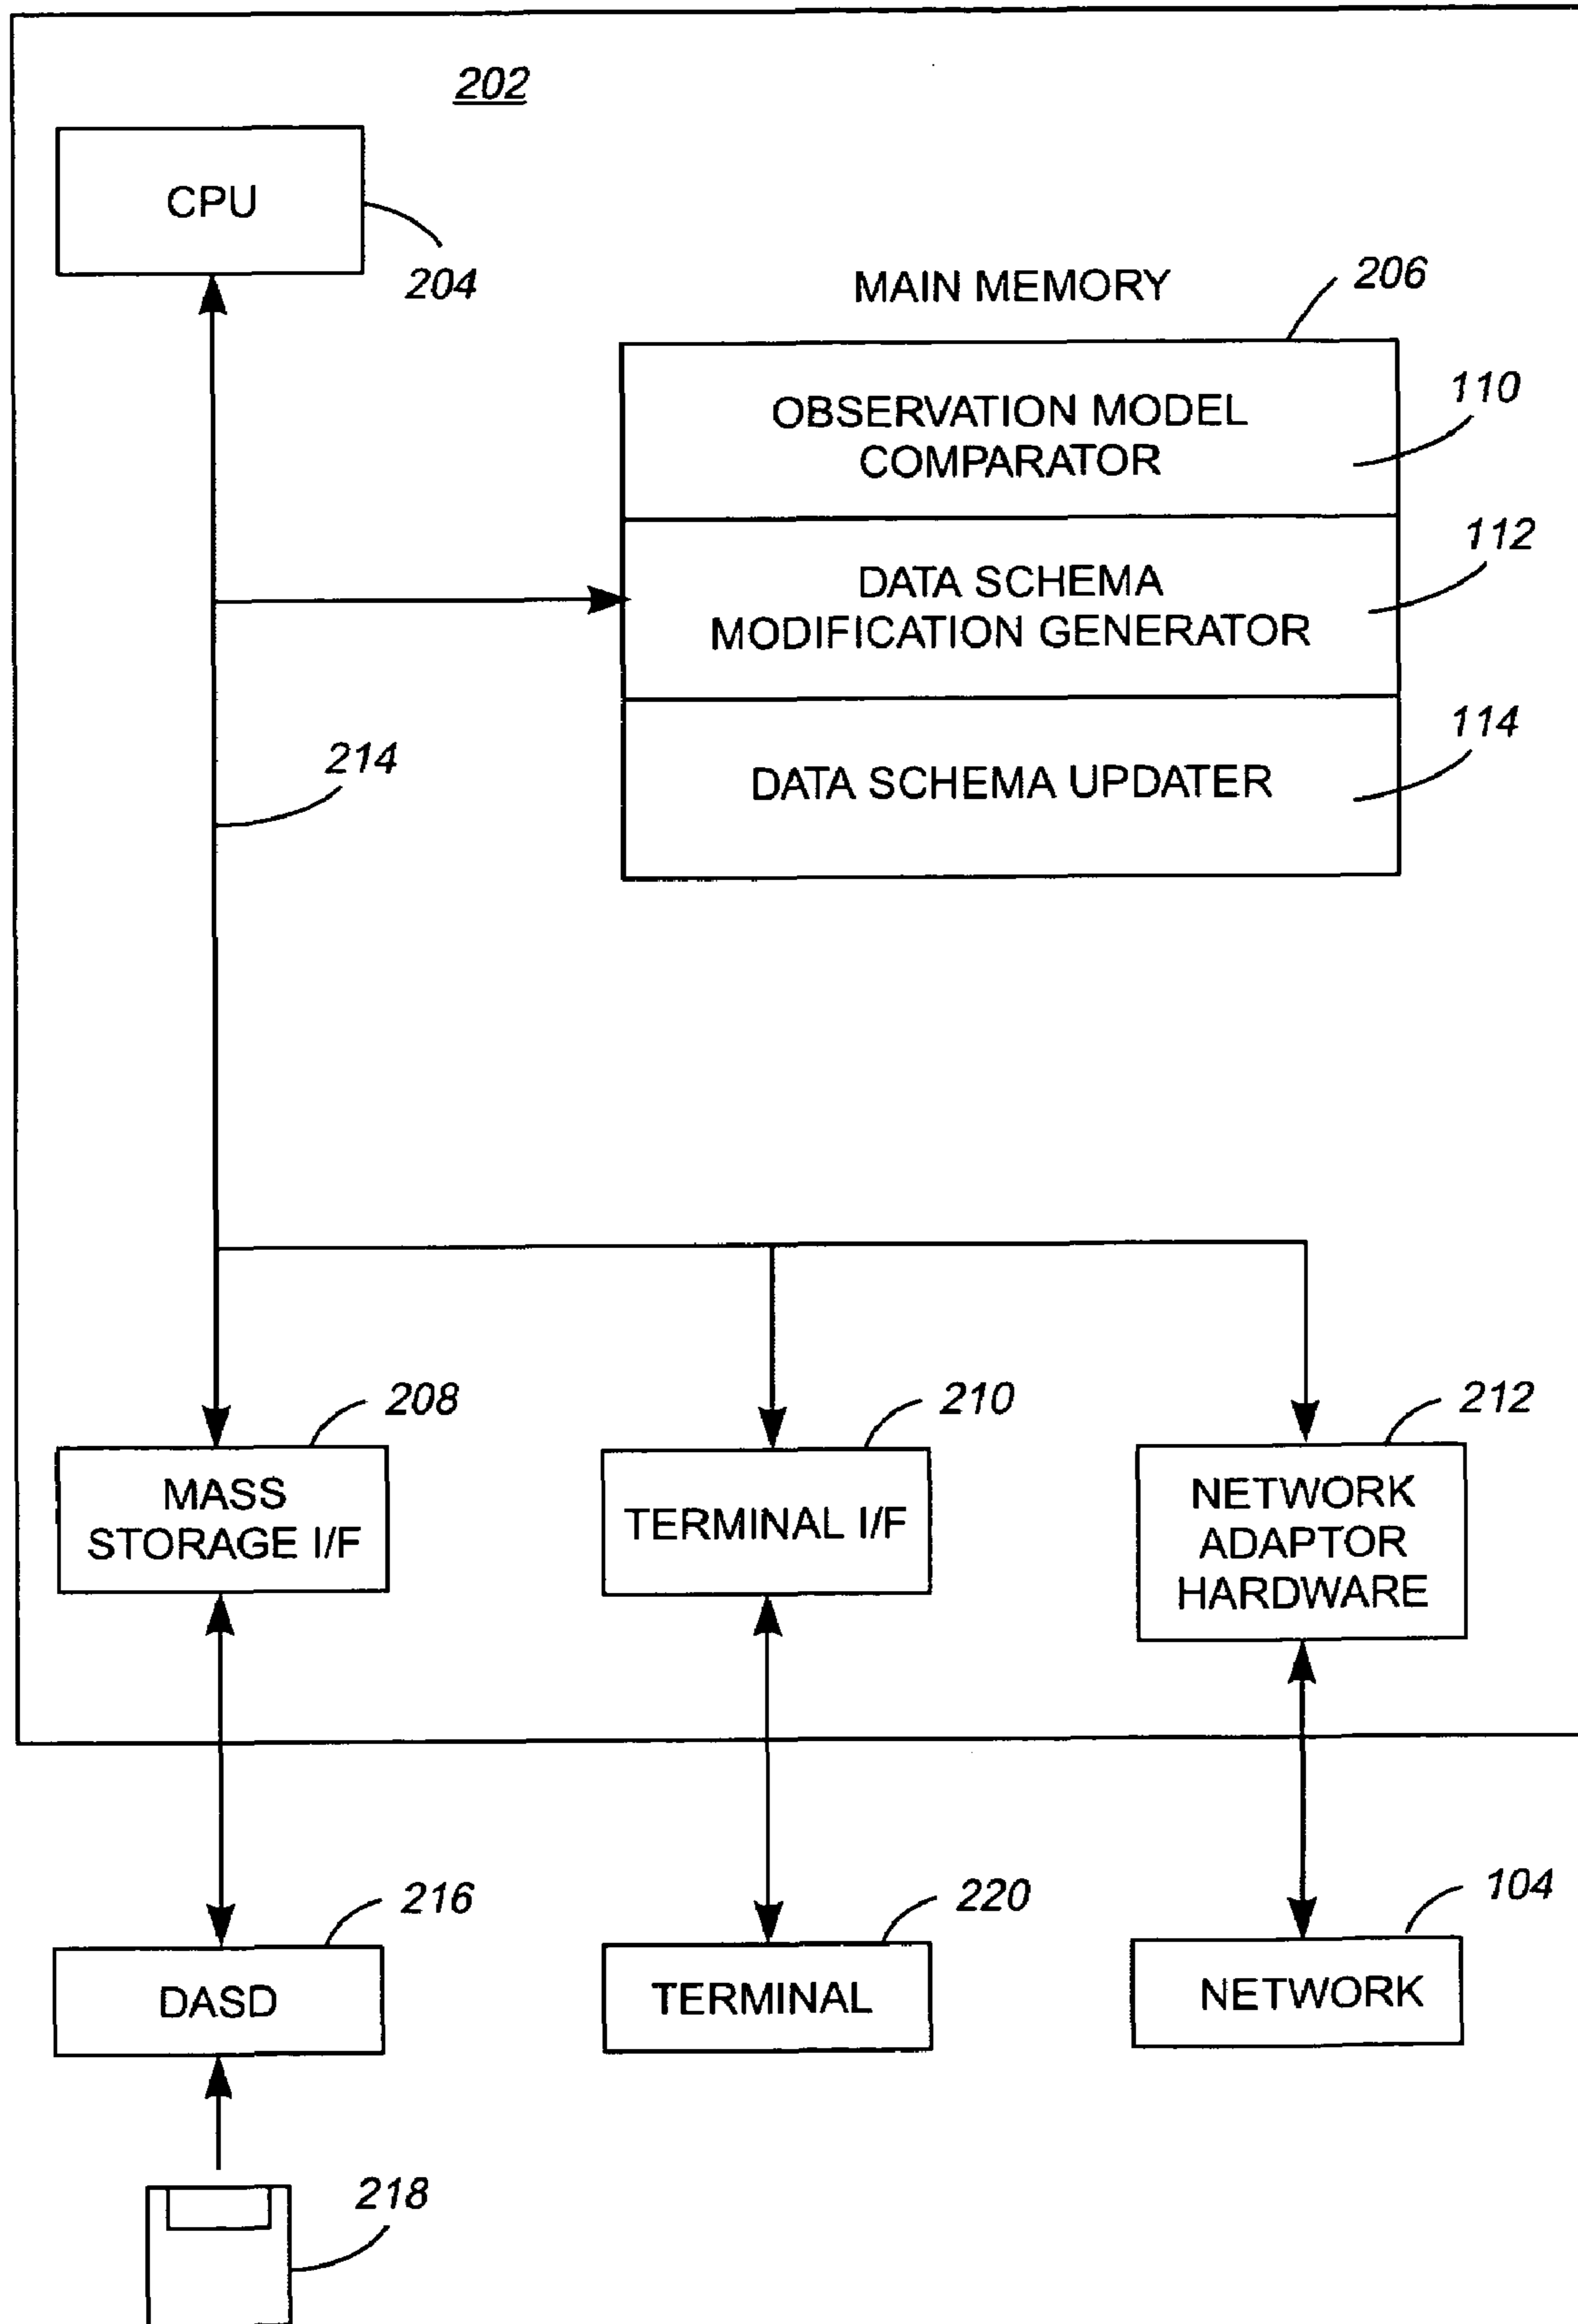 202
CPU
204
MAIN MEMORY
206
OBSERVATION MODEL
COMPARATOR
110
DATA SCHEMA
MODIFICATION GENERATOR
112
DATA SCHEMA UPDATER
114
214
208
MASS
STORAGE I/F
210
TERMINAL I/F
212
NETWORK
ADAPTOR
HARDWARE
216
DASD
220
TERMINAL
104
NETWORK
218